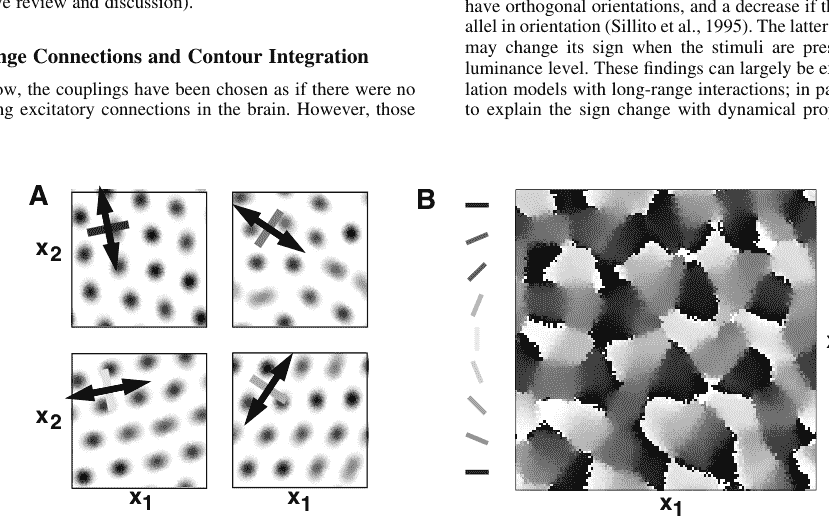 ve review and discussion).
nge Connections and Contour Integration
ow, the couplings have been chosen as if there were no
ng excitatory connections in the brain. However, those
have orthogonal orientations, and a decrease if th
allel in orientation (Sillito et al., 1995). The latter
may change its sign when the stimuli are pres
luminance level. These findings can largely be ex
lation models with long-range interactions; in pa
to explain the sign change with dynamical prop
A
B
x2
x2
x1
x1
x1